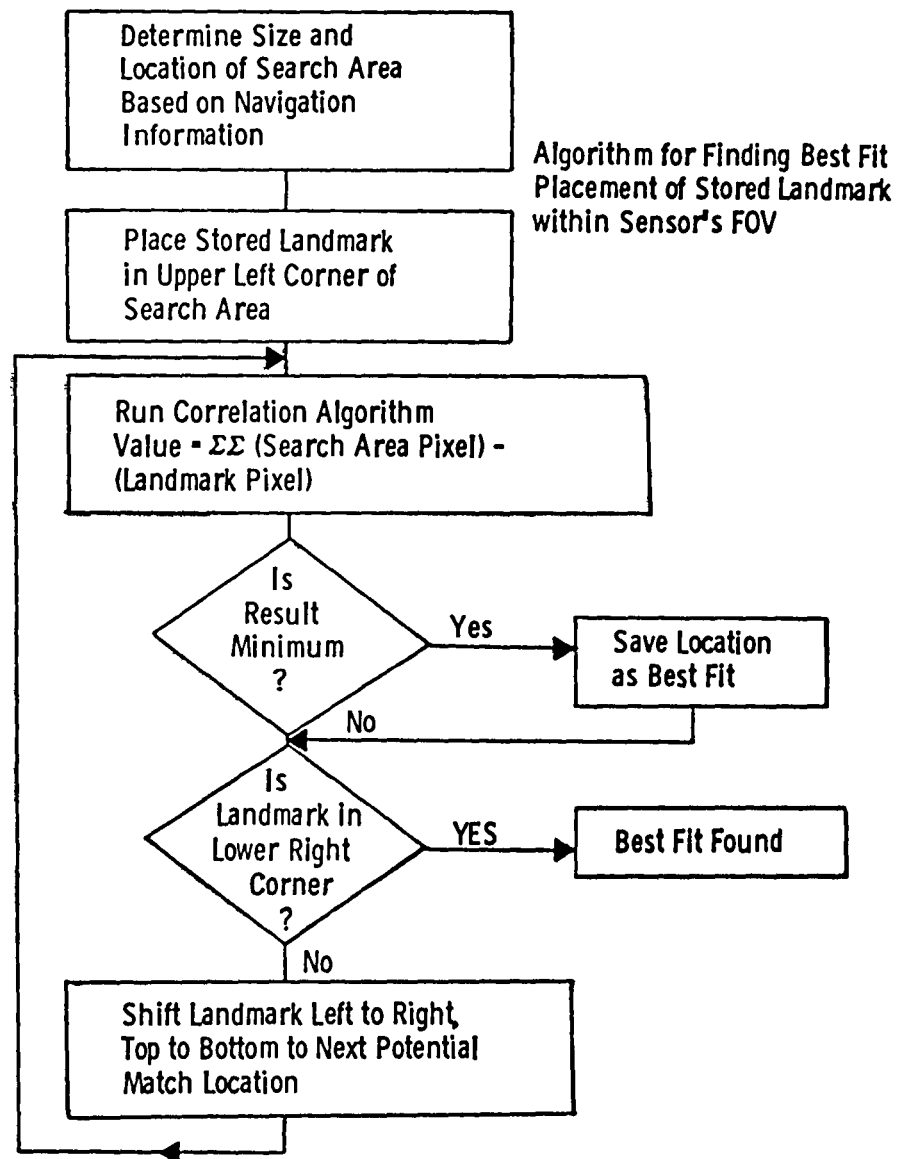 Determine Size and
Location of Search Area
Based on Navigation
Information
Algorithm for Finding Best Fit
Placement of Stored Landmark
within Sensor's FOV
Place Stored Landmark
in Upper Left Corner of
Search Area
Run Correlation Algorithm
Value = ΣΣ (Search Area Pixel) -
(Landmark Pixel)
Is
Result
Minimum
?
Yes
Save Location
as Best Fit
No
Is
Landmark in
Lower Right
Corner
?
YES
Best Fit Found
No
Shift Landmark Left to Right,
Top to Bottom to Next Potential
Match Location